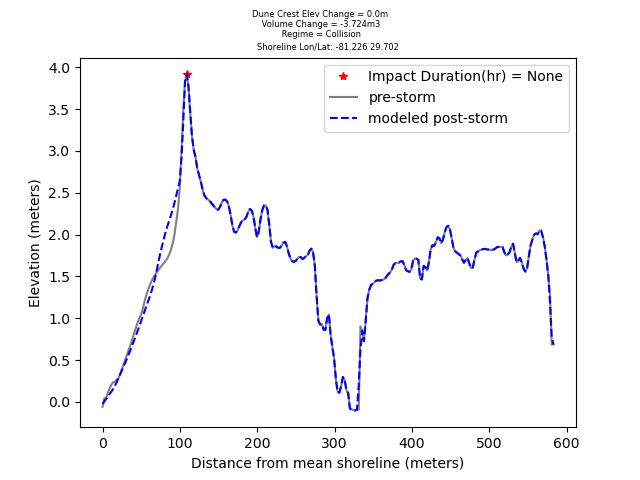 Dune Crest Elev Change = 0.0m
Volume Change = -3.724m3
Regime = Collision
Shoreline Lon/Lat: -81.226 29.702
Impact Duration(hr) = None
pre-storm
modeled post-storm
4.0
3.5
3.0
2.5
2.0
1.5
1.0
0.5
0.0
Elevation (meters)
0 100 200 300 400 500 600
Distance from mean shoreline (meters)